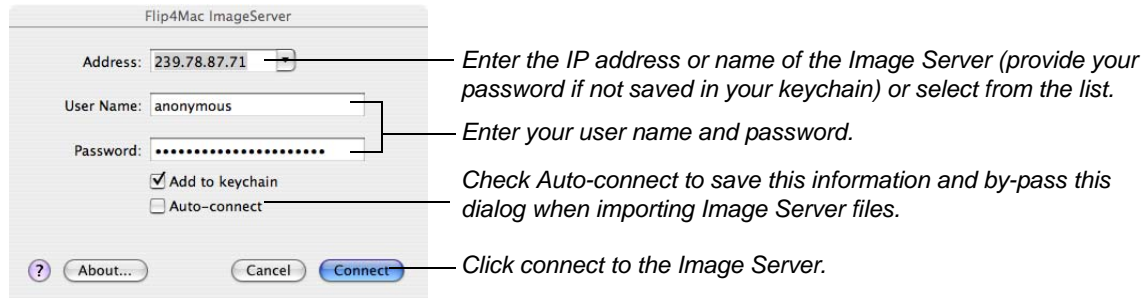 Flip4Mac ImageServer
Address: 239.78.87.71
Enter the IP address or name of the Image Server (provide your
password if not saved in your keychain) or select from the list.
User Name: anonymous
Enter your user name and password.
Password: ••••••••••••••••••••••
Add to keychain
Check Auto-connect to save this information and by-pass this
Auto-connect
dialog when importing Image Server files.
? About... Cancel Connect
Click connect to the Image Server.